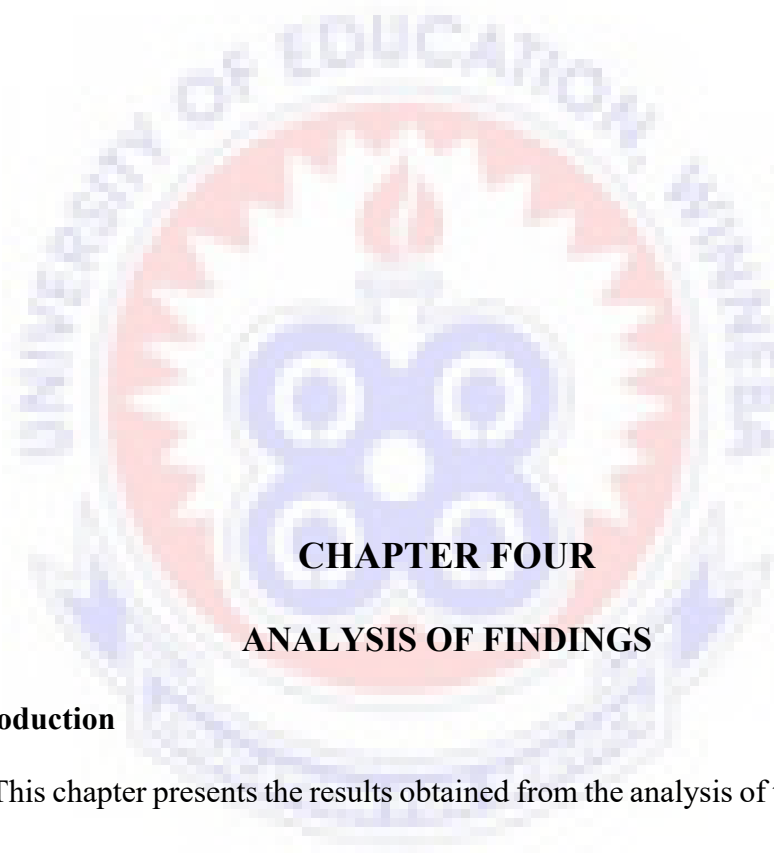 UNIVERSITY OF EDUCATION, WINNEBA
CHAPTER FOUR
ANALYSIS OF FINDINGS
oduction
This chapter presents the results obtained from the analysis of